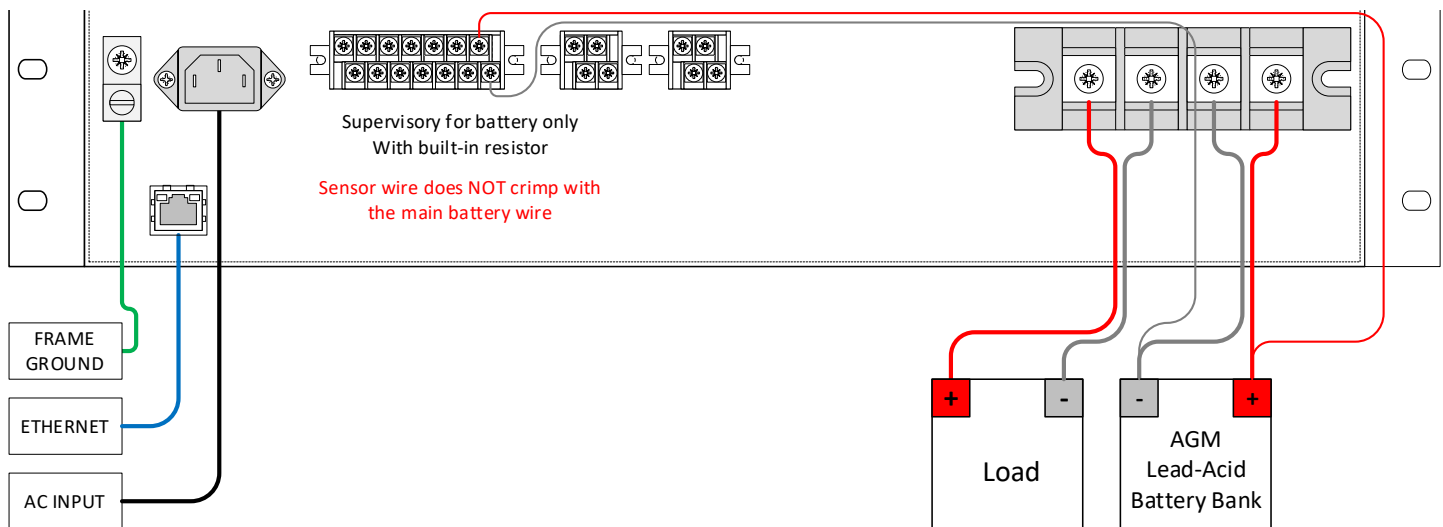 Supervisory for battery only
With built-in resistor
Sensor wire does NOT crimp with
the main battery wire
FRAME
GROUND
ETHERNET
AC INPUT
+
-
Load
-
+
AGM
Lead-Acid
Battery Bank